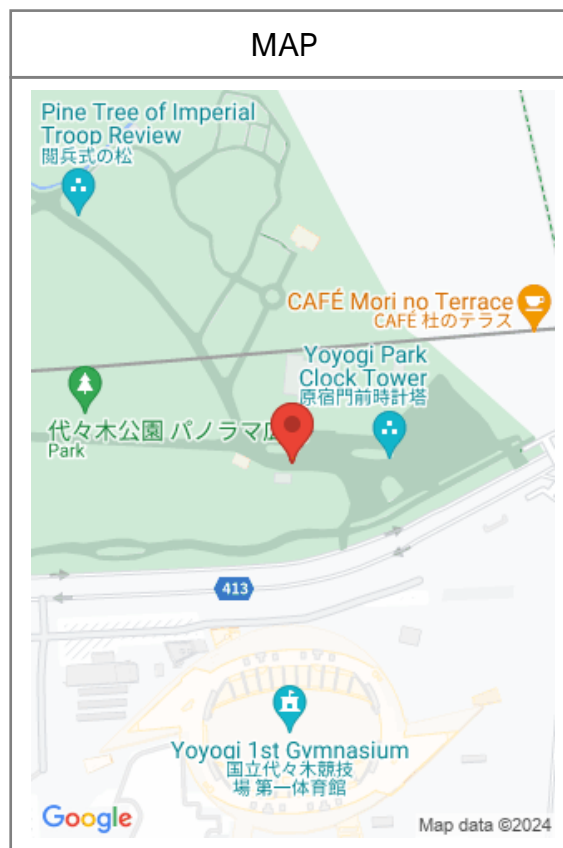 MAP
Pine Tree of Imperial
Troop Review
閲兵式の松
CAFÉ Mori no Terrace
CAFÉ 杜のテラス
Yoyogi Park
Clock Tower
原宿門前時計塔
代々木公園 パノラマ
Park
413
Yoyogi 1st Gymnasium
国立代々木競技
場 第一体育館
Google
Map data ©2024